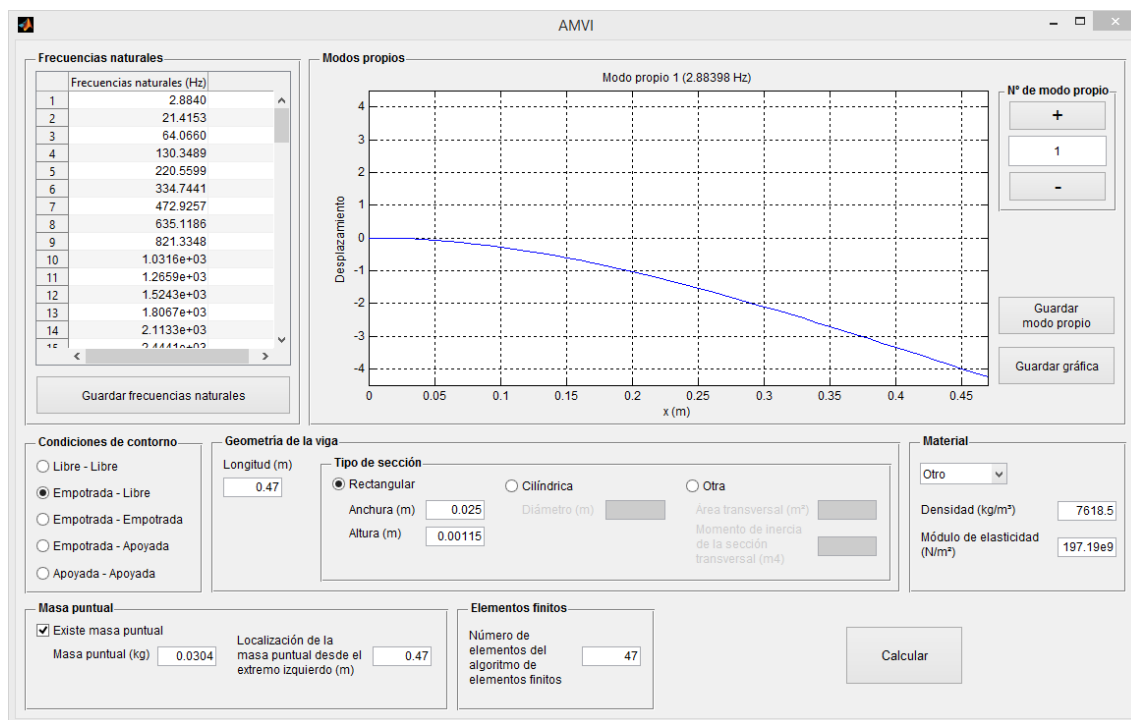 AMVI
Frecuencias naturales
Frecuencias naturales (Hz)
1 2.8840
2 21.4153
3 64.0660
4 130.3489
5 220.5599
6 334.7441
7 472.9257
8 635.1186
9 821.3348
10 1.0316e+03
11 1.2659e+03
12 1.5243e+03
13 1.8067e+03
14 2.1133e+03
15 2.4441e+03
Guardar frecuencias naturales
Modos propios
Modo propio 1 (2.88398 Hz)
Desplazamiento
4
3
2
1
0
-1
-2
-3
-4
0 0.05 0.1 0.15 0.2 0.25 0.3 0.35 0.4 0.45
x (m)
Nº de modo propio
+
1
-
Guardar
modo propio
Guardar gráfica
Condiciones de contorno
Libre - Libre
Empotrada - Libre
Empotrada - Empotrada
Empotrada - Apoyada
Apoyada - Apoyada
Geometría de la viga
Longitud (m)
0.47
Tipo de sección
Rectangular
Anchura (m) 0.025
Altura (m) 0.00115
Cilíndrica
Diámetro (m)
Otra
Area transversal (m²)
Momento de inercia
de la sección
transversal (m4)
Material
Otro
Densidad (kg/m³) 7618.5
Módulo de elasticidad
(N/m²) 197.19e9
Masa puntual
Existe masa puntual
Masa puntual (kg) 0.0304
Localización de la
masa puntual desde el
extremo izquierdo (m) 0.47
Elementos finitos
Número de
elementos del
algoritmo de
elementos finitos 47
Calcular